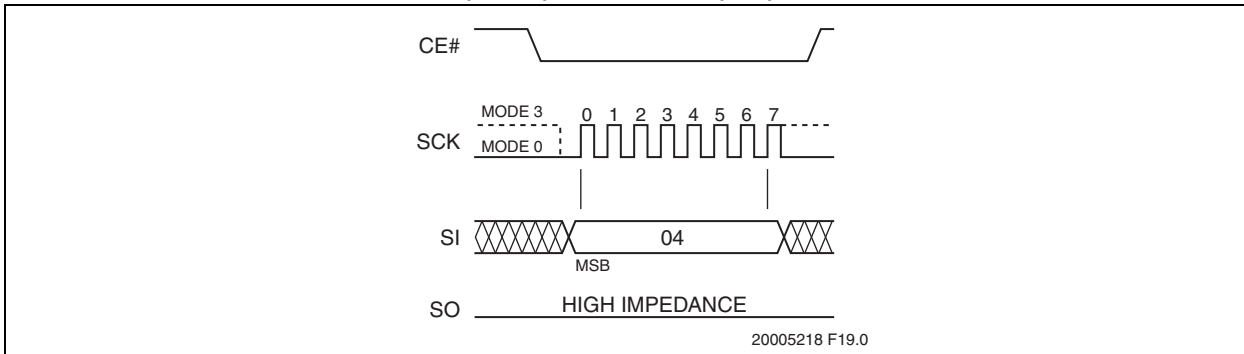 CE#
MODE 3
0 1 2 3 4 5 6 7
SCK
MODE 0
SI
04
MSB
SO
HIGH IMPEDANCE
20005218 F19.0